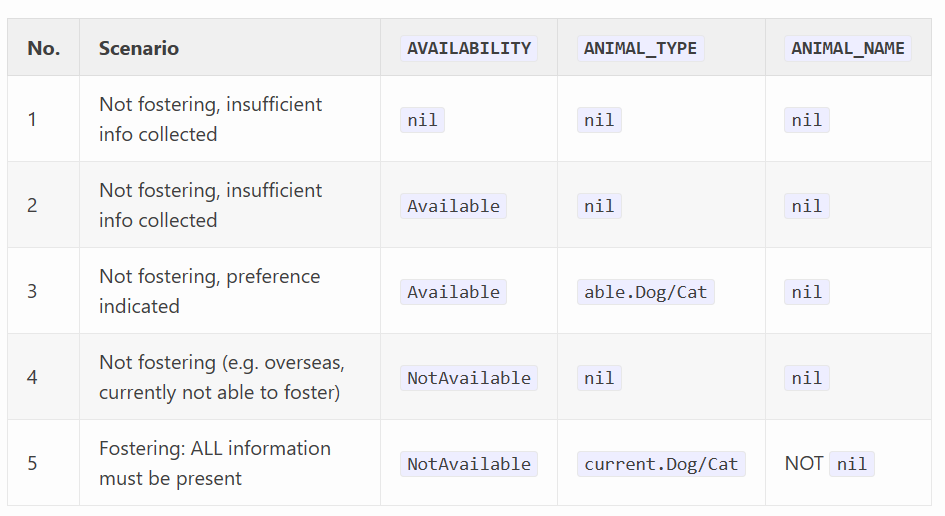 No. Scenario AVAILABILITY ANIMAL_TYPE ANIMAL_NAME
1 Not fostering, insufficient info collected nil nil nil
2 Not fostering, insufficient info collected Available nil nil
3 Not fostering, preference indicated Available able.Dog/Cat nil
4 Not fostering (e.g. overseas, currently not able to foster) NotAvailable nil nil
5 Fostering: ALL information must be present NotAvailable current.Dog/Cat NOT nil